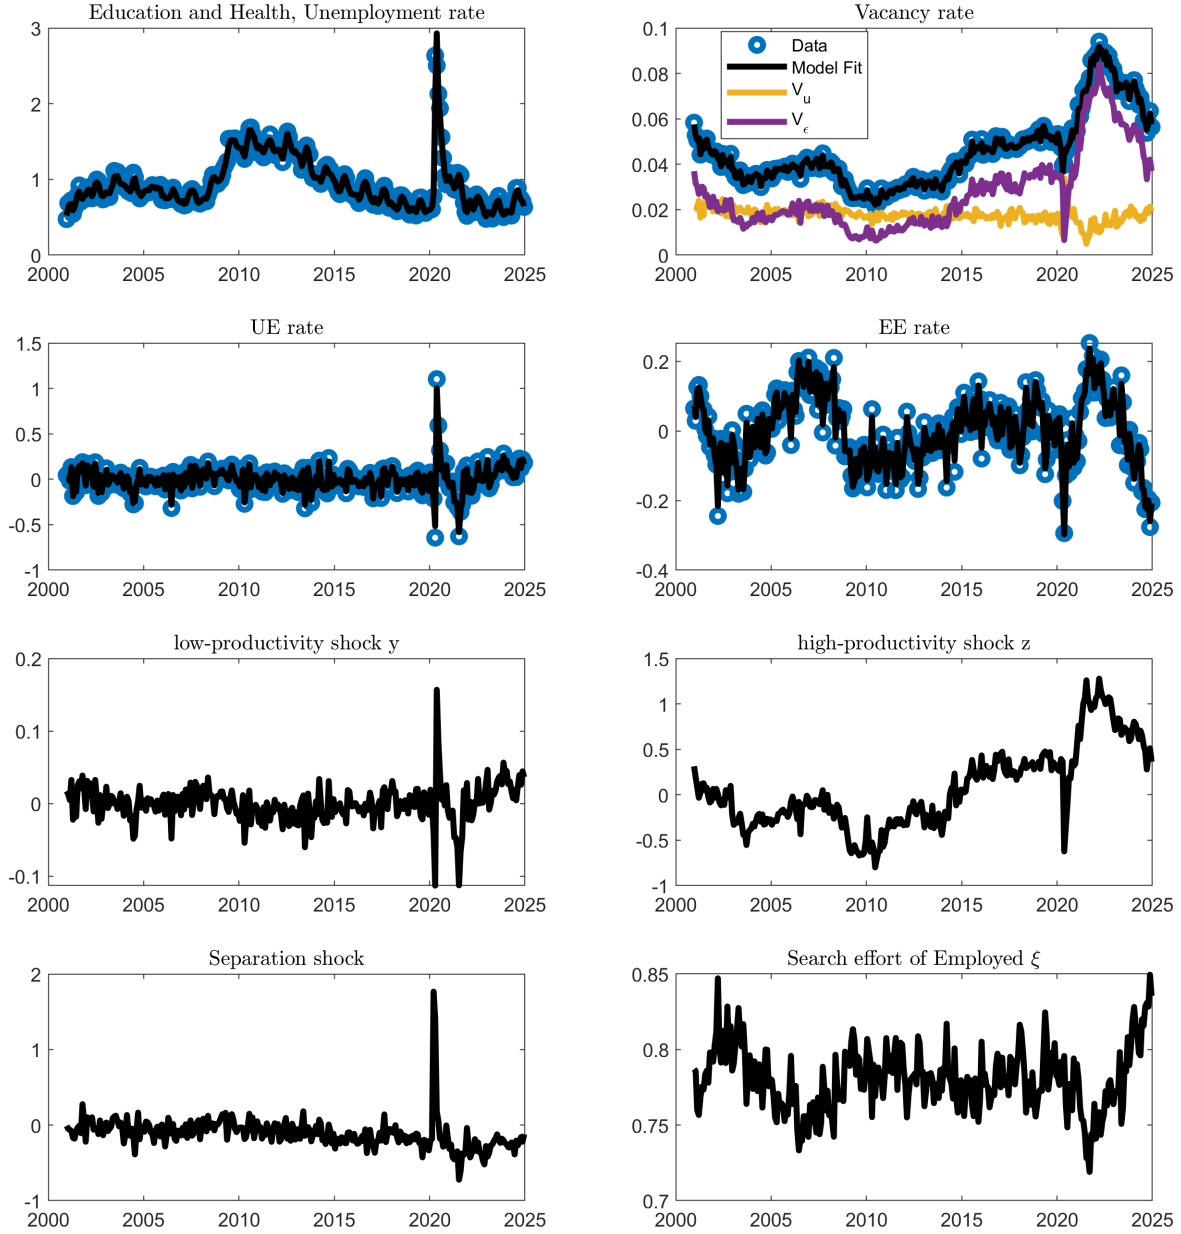 Education and Health, Unemployment rate
3
2
1
0
2000 2005 2010 2015 2020 2025
Vacancy rate
0.1
0.08
0.06
0.04
0.02
0
2000 2005 2010 2015 2020 2025
Data
Model Fit
V_u
V_ϵ
UE rate
1.5
1
0.5
0
-0.5
-1
2000 2005 2010 2015 2020 2025
EE rate
0.2
0
-0.2
-0.4
2000 2005 2010 2015 2020 2025
low-productivity shock y
0.2
0.1
0
-0.1
2000 2005 2010 2015 2020 2025
high-productivity shock z
1.5
1
0.5
0
-0.5
-1
2000 2005 2010 2015 2020 2025
Separation shock
2
1
0
-1
2000 2005 2010 2015 2020 2025
Search effort of Employed ξ
0.85
0.8
0.75
0.7
2000 2005 2010 2015 2020 2025